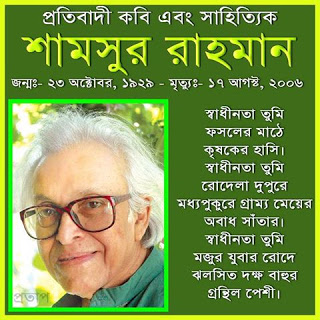 প্রতিবাদী কবি এবং সাহিত্যিক
শামসুর রাহমান
জন্মঃ- ২৩ অক্টোবর, ১৯২৯ - মৃত্যুঃ- ১৭ আগস্ট, ২০০৬
স্বাধীনতা তুমি
ফসলের মাঠে
কৃষকের হাসি।
স্বাধীনতা তুমি
রোদেলা দুপুরে
মধ্যপুকুরে গ্রাম্য মেয়ের
অবাধ সাঁতার।
স্বাধীনতা তুমি
মজুর যুবার রোদে
ঝলসিত দক্ষ বাহুর
গ্রন্থিল পেশী।
প্রতাপ